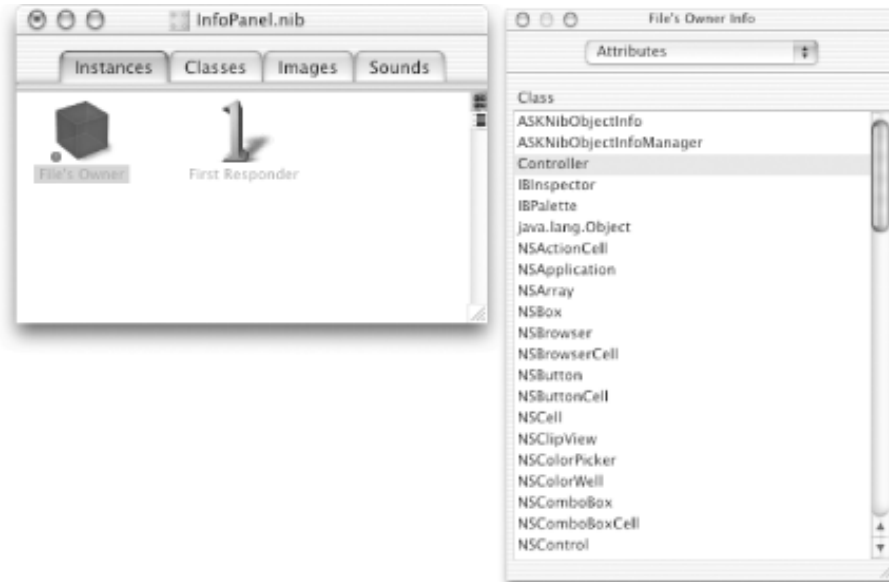 InfoPanel.nib
Instances Classes Images Sounds
File's Owner First Responder
File's Owner Info
Attributes
Class
ASKNibObjectInfo
ASKNibObjectInfoManager
Controller
IBInspector
IBPalette
java.lang.Object
NSActionCell
NSApplication
NSArray
NSBox
NSBrowser
NSBrowserCell
NSButton
NSButtonCell
NSCell
NSClipView
NSColorPicker
NSColorWell
NSComboBox
NSComboBoxCell
NSControl